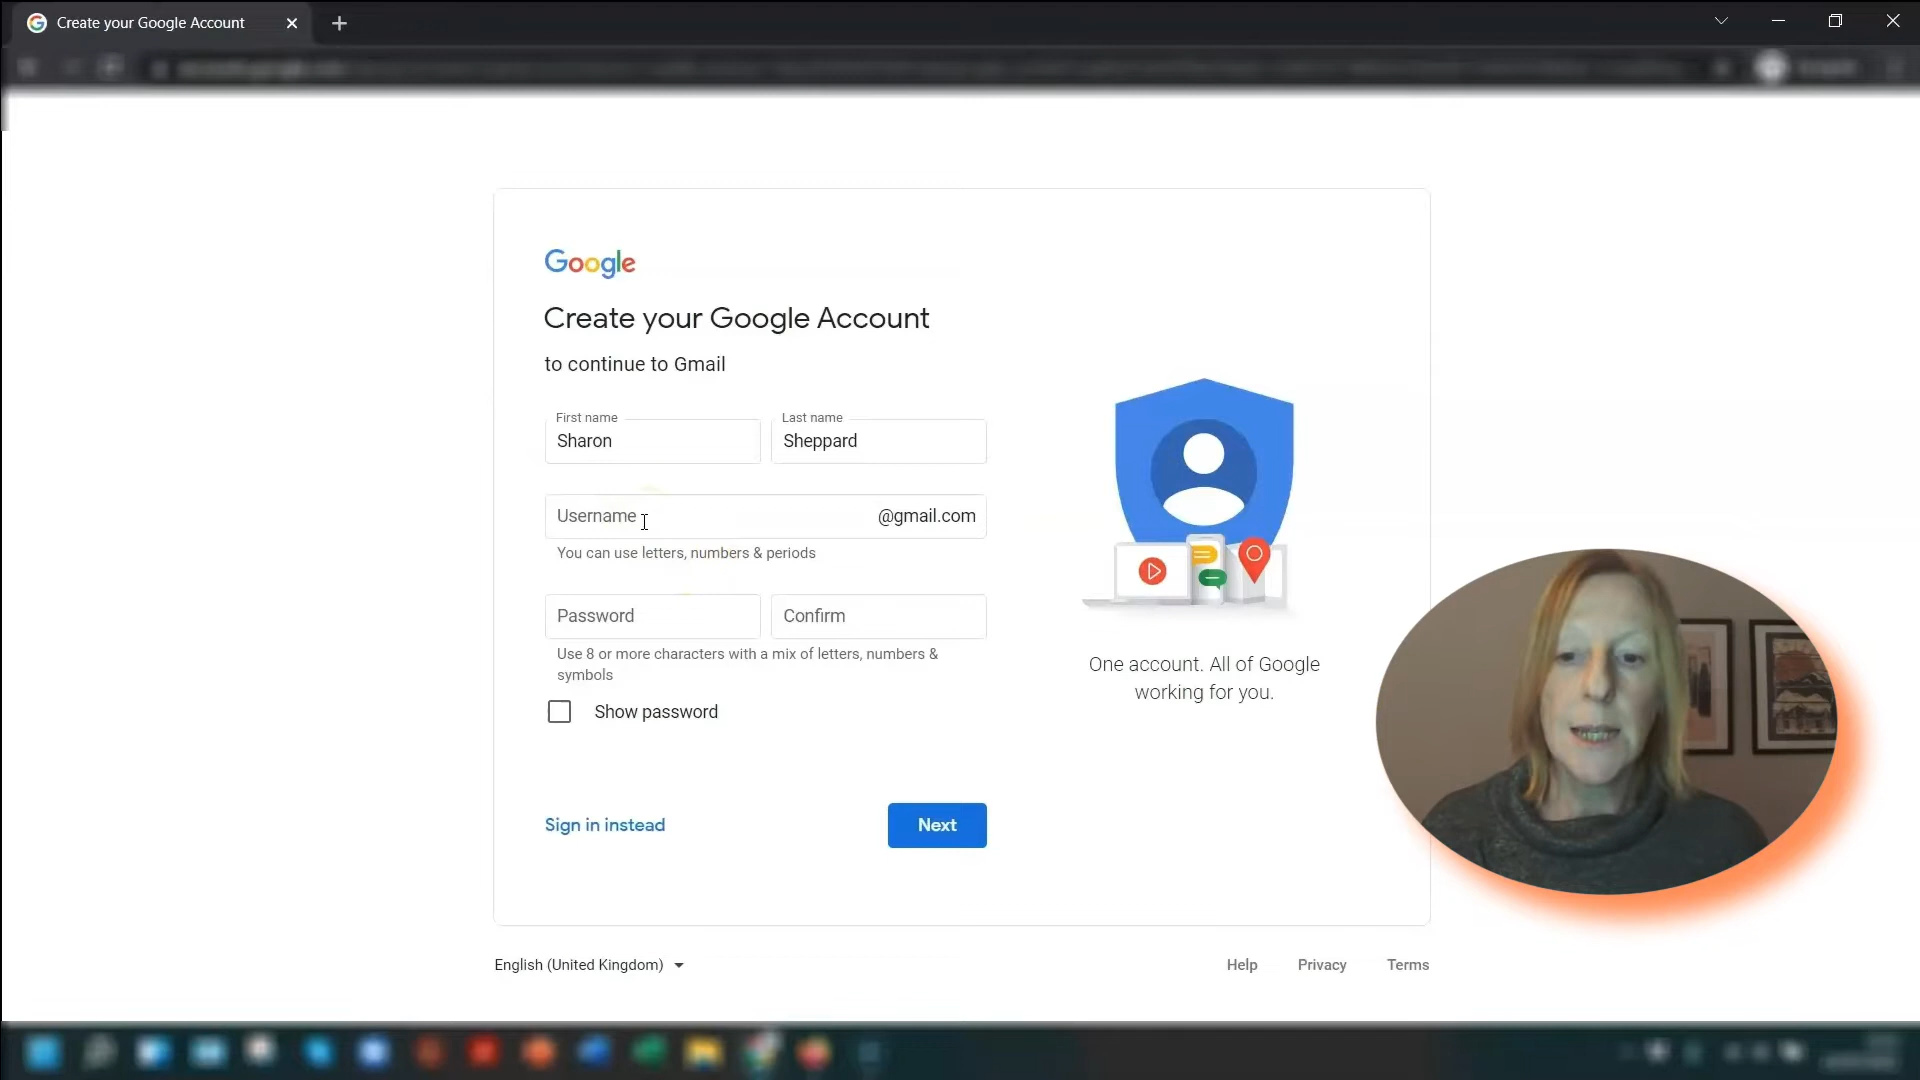 Create your Google Account
Google
Create your Google Account
to continue to Gmail
First name
Last name
Sharon
Sheppard
Username
@gmail.com
You can use letters, numbers & periods
Password
Confirm
Use 8 or more characters with a mix of letters, numbers &
symbols
Show password
Sign in instead
Next
One account. All of Google
working for you.
English (United Kingdom)
Help
Privacy
Terms